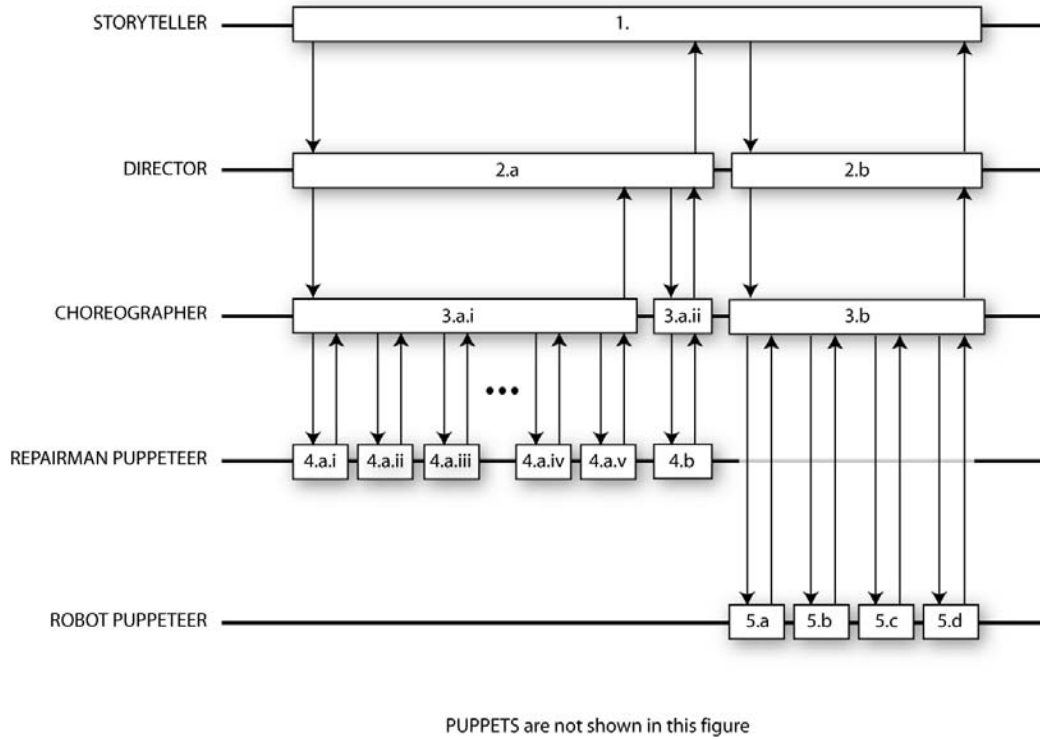 STORYTELLER
1.
DIRECTOR
2.a
2.b
CHOREOGRAPHER
3.a.i
3.a.ii
3.b
•••
REPAIRMAN PUPPETEER
4.a.i
4.a.ii
4.a.iii
4.a.iv
4.a.v
4.b
ROBOT PUPPETEER
5.a
5.b
5.c
5.d
PUPPETS are not shown in this figure